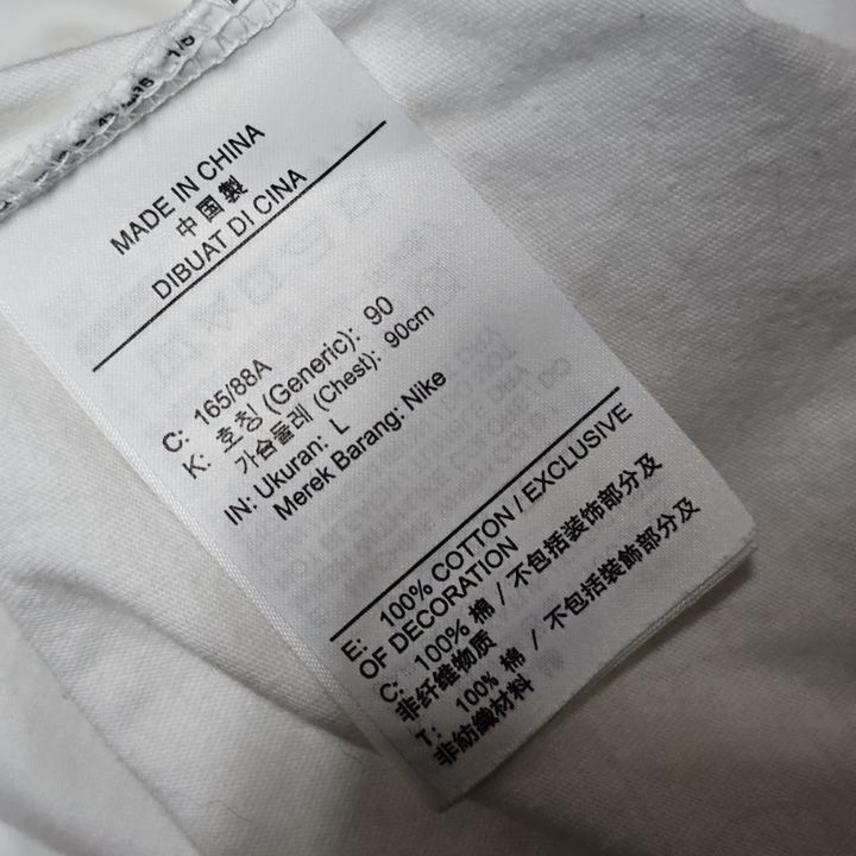 MADE IN CHINA
中国製
DIBUAT DI CINA
C: 165/88A
K: 호칭 (Generic): 90
가슴둘레 (Chest): 90cm
IN: Ukuran: L
Merek Barang: Nike
E: 100% COTTON / EXCLUSIVE
OF DECORATION
C: 100% 棉 / 不包括装饰部分及
非纤维物质
T: 100% 棉 / 不包括裝飾部分及
非紡織材料